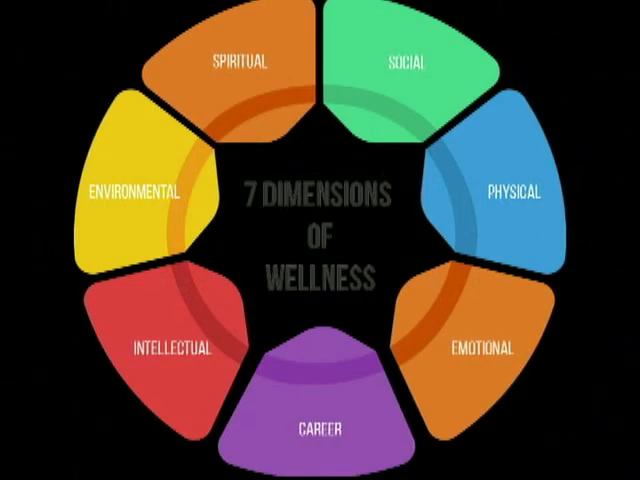 SPIRITUAL
SOCIAL
ENVIRONMENTAL
PHYSICAL
7 DIMENSIONS
OF
WELLNESS
INTELLECTUAL
EMOTIONAL
CAREER